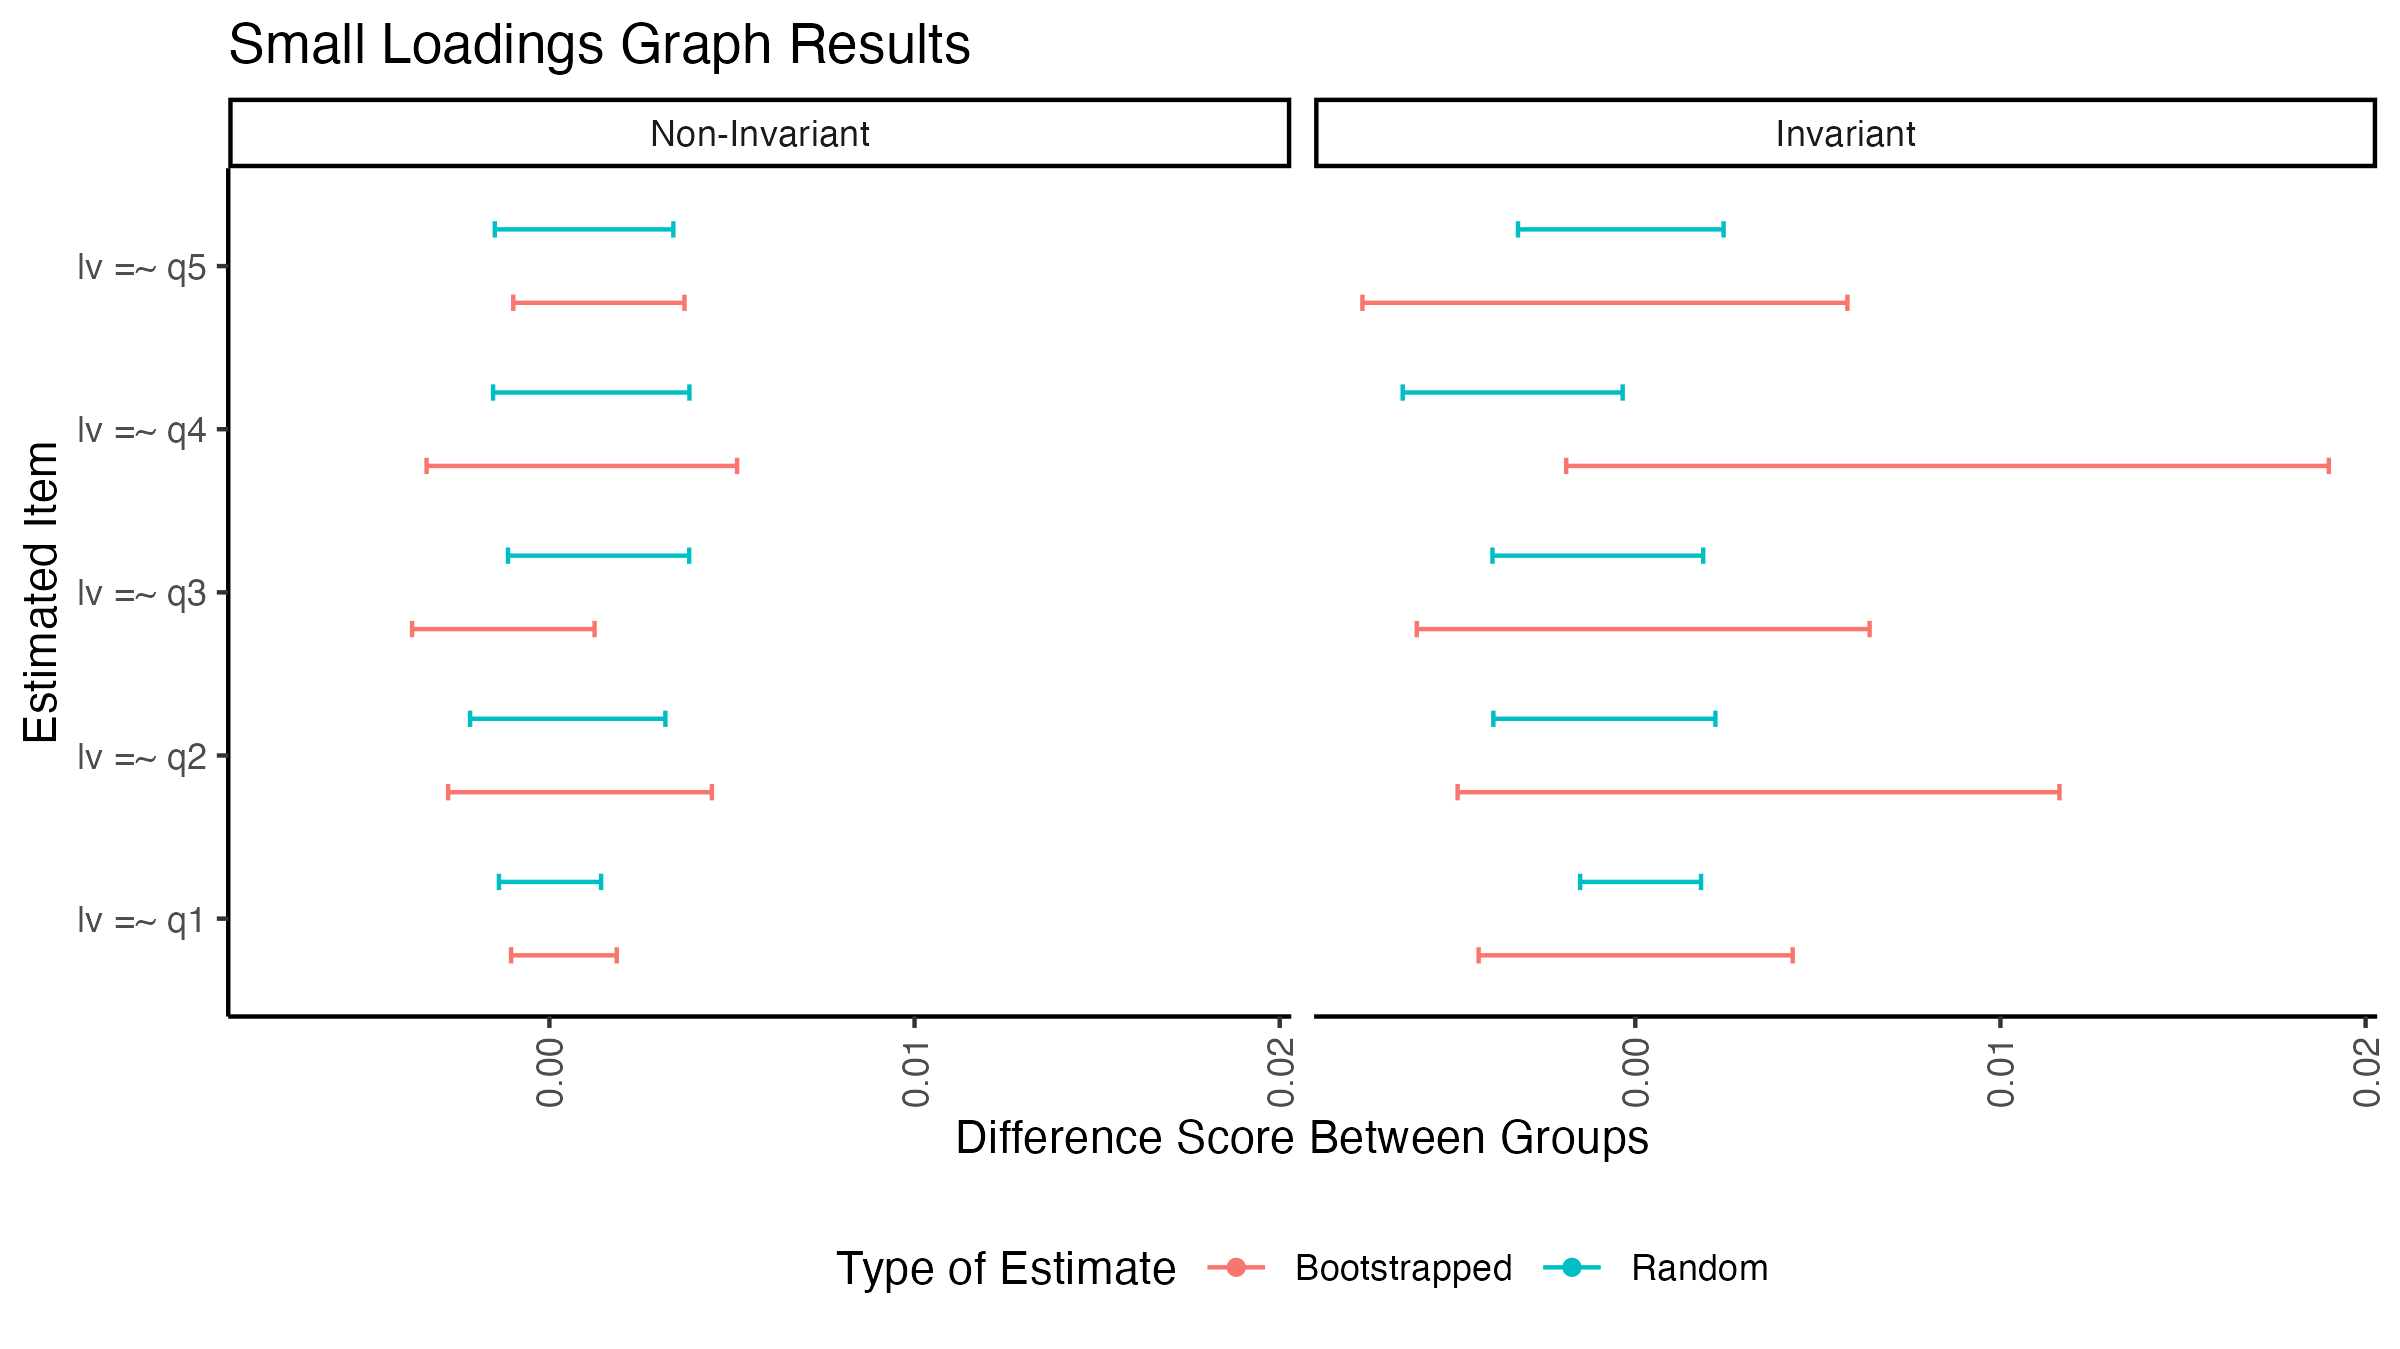 Small Loadings Graph Results
Non-Invariant
Invariant
Estimated Item
lv =~ q5
lv =~ q4
lv =~ q3
lv =~ q2
lv =~ q1
0.00
0.01
0.02
0.00
0.01
0.02
Difference Score Between Groups
Type of Estimate
Bootstrapped
Random